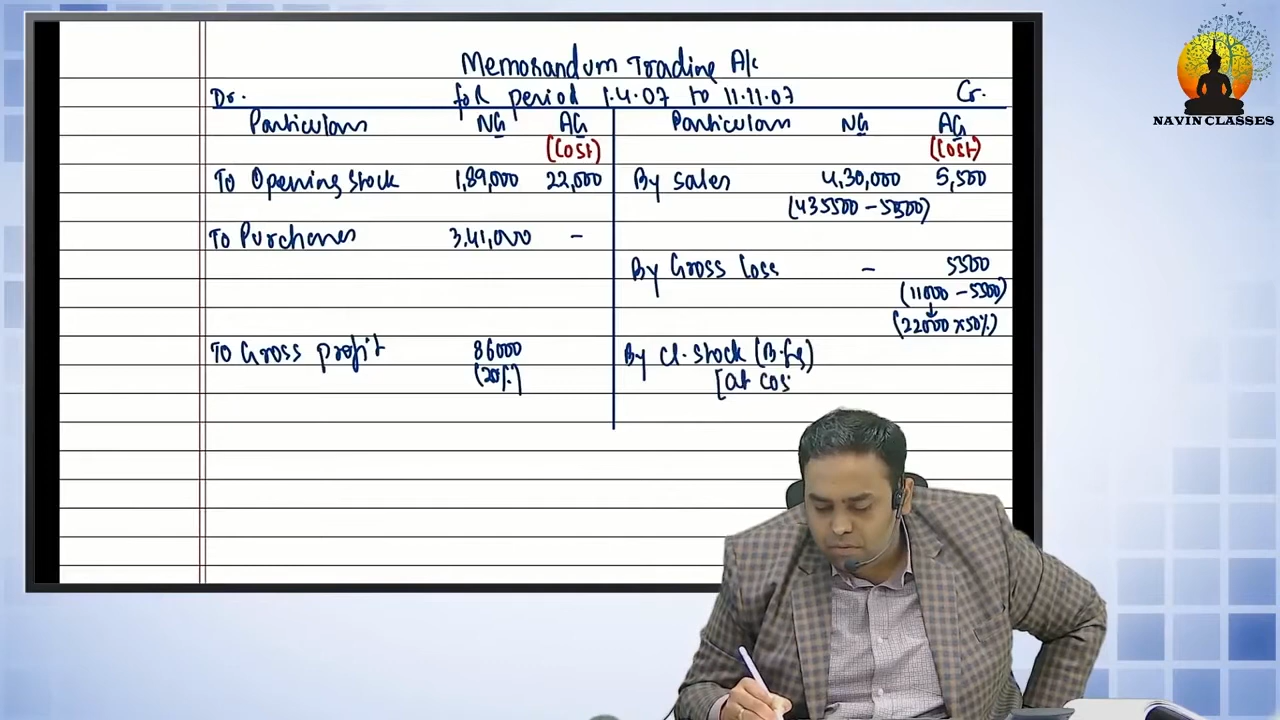 Memorandum Trading A/c
Dr. for period 1.4.07 to 11.11.07 Cr.
Particulars NG AG Particulars NG AG
(Cost) (Cost)
To Opening Stock 1,89,000 22,000 By Sales 4,30,000 5,500
(435500 - 5500)
To Purchases 3,41,000 -
By Gross Loss - 5500
(11000 - 5500)
(22000 x 50%)
To Gross profit 86000 By Cl. Stock (B.fig)
(20%) [at cos
NAVIN CLASSES